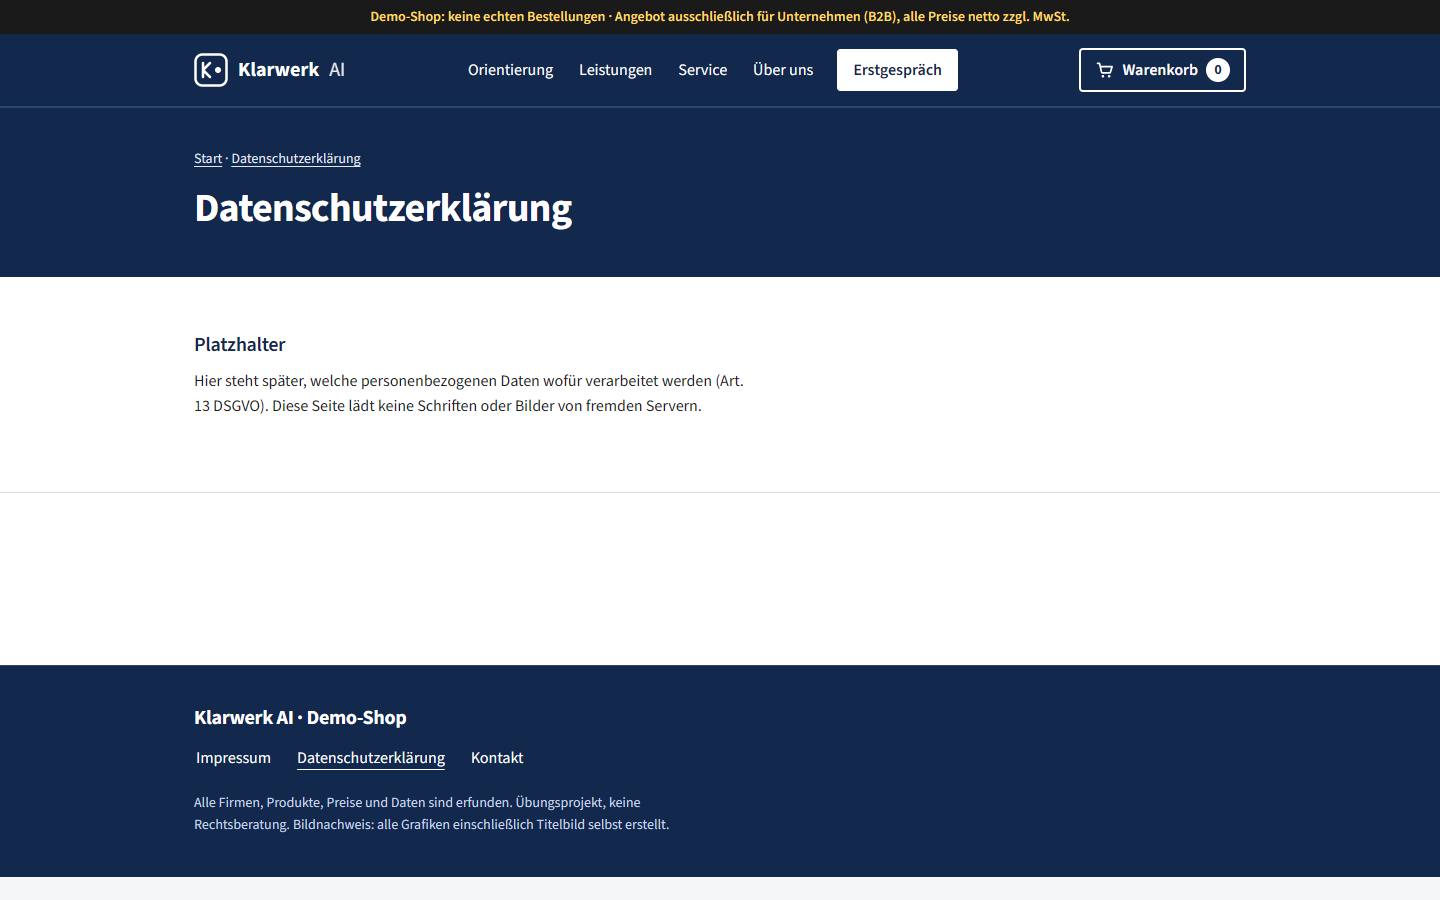 Demo-Shop: keine echten Bestellungen · Angebot ausschließlich für Unternehmen (B2B), alle Preise netto zzgl. MwSt.
K
Klarwerk AI
Orientierung
Leistungen
Service
Über uns
Erstgespräch
Warenkorb 0
Start · Datenschutzerklärung
Datenschutzerklärung
Platzhalter
Hier steht später, welche personenbezogenen Daten wofür verarbeitet werden (Art.
13 DSGVO). Diese Seite lädt keine Schriften oder Bilder von fremden Servern.
Klarwerk AI · Demo-Shop
Impressum
Datenschutzerklärung
Kontakt
Alle Firmen, Produkte, Preise und Daten sind erfunden. Übungsprojekt, keine
Rechtsberatung. Bildnachweis: alle Grafiken einschließlich Titelbild selbst erstellt.